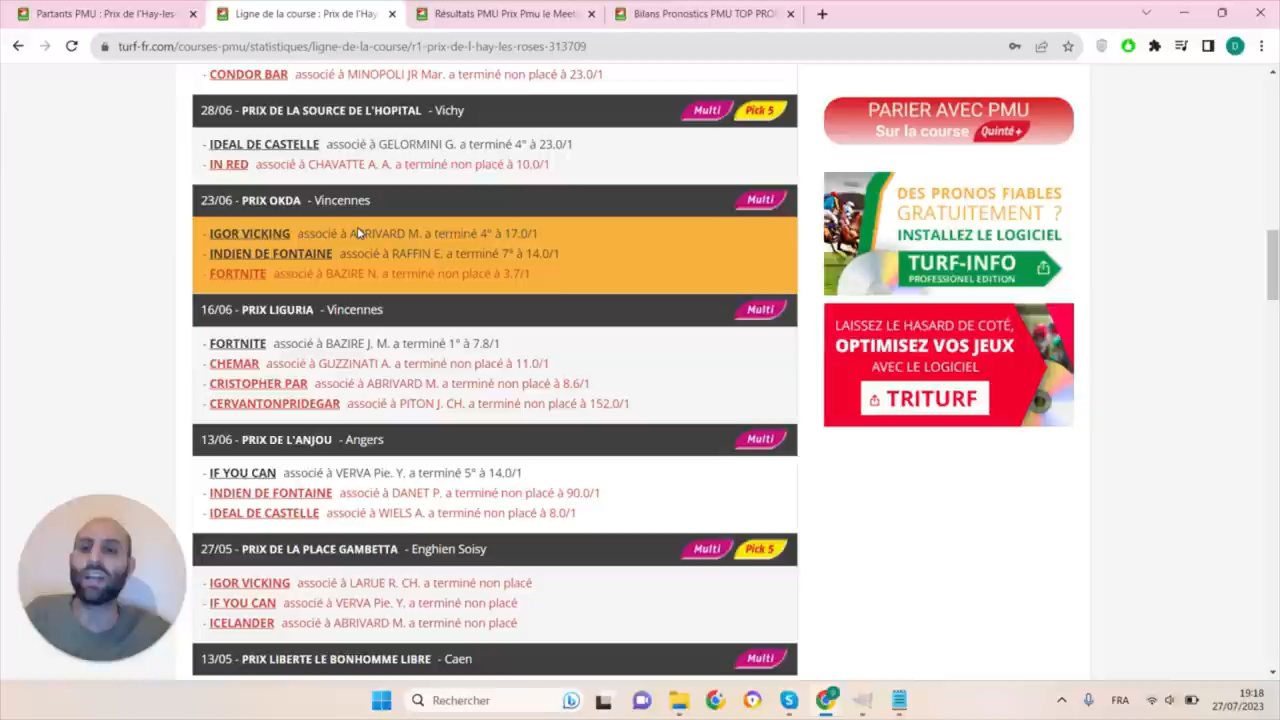 Partants PMU : Prix de l'Hay-les-
Ligne de la course : Prix de l'Hay
Résultats PMU Prix Pmu le Meet
Bilans Pronostics PMU TOP PRO
turf-fr.com/courses-pmu/statistiques/ligne-de-la-course/r1-prix-de-l-hay-les-roses-313709
D
- CONDOR BAR associé à MINOPOLI JR Mar. a terminé non placé à 23.0/1
28/06 - PRIX DE LA SOURCE DE L'HOPITAL - Vichy Multi Pick 5
- IDEAL DE CASTELLE associé à GELORMINI G. a terminé 4° à 23.0/1
- IN RED associé à CHAVATTE A. A. a terminé non placé à 10.0/1
23/06 - PRIX OKDA - Vincennes Multi
- IGOR VICKING associé à ABRIVARD M. a terminé 4° à 17.0/1
- INDIEN DE FONTAINE associé à RAFFIN E. a terminé 7° à 14.0/1
- FORTNITE associé à BAZIRE N. a terminé non placé à 3.7/1
16/06 - PRIX LIGURIA - Vincennes Multi
- FORTNITE associé à BAZIRE J. M. a terminé 1° à 7.8/1
- CHEMAR associé à GUZZINATI A. a terminé non placé à 11.0/1
- CRISTOPHER PAR associé à ABRIVARD M. a terminé non placé à 8.6/1
- CERVANTONPRIDEGAR associé à PITON J. CH. a terminé non placé à 152.0/1
13/06 - PRIX DE L'ANJOU - Angers Multi
- IF YOU CAN associé à VERVA Pie. Y. a terminé 5° à 14.0/1
- INDIEN DE FONTAINE associé à DANET P. a terminé non placé à 90.0/1
- IDEAL DE CASTELLE associé à WIELS A. a terminé non placé à 8.0/1
27/05 - PRIX DE LA PLACE GAMBETTA - Enghien Soisy Multi Pick 5
- IGOR VICKING associé à LARUE R. CH. a terminé non placé
- IF YOU CAN associé à VERVA Pie. Y. a terminé non placé
- ICELANDER associé à ABRIVARD M. a terminé non placé
13/05 - PRIX LIBERTE LE BONHOMME LIBRE - Caen Multi
PARIER AVEC PMU
Sur la course Quinté+
DES PRONOS FIABLES
GRATUITEMENT ?
INSTALLEZ LE LOGICIEL
TURF-INFO
PROFESSIONEL EDITION
LAISSEZ LE HASARD DE COTÉ,
OPTIMISEZ VOS JEUX
AVEC LE LOGICIEL
TRITURF
Rechercher
FRA
19:18
27/07/2023